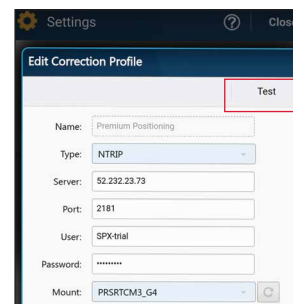 Settings ? Close
Edit Correction Profile
Test
Name: Premium Positioning
Type: NTRIP
Server: 52.232.23.73
Port: 2181
User: SPX-trial
Password: •••••••••
Mount: PRSRTCM3_G4